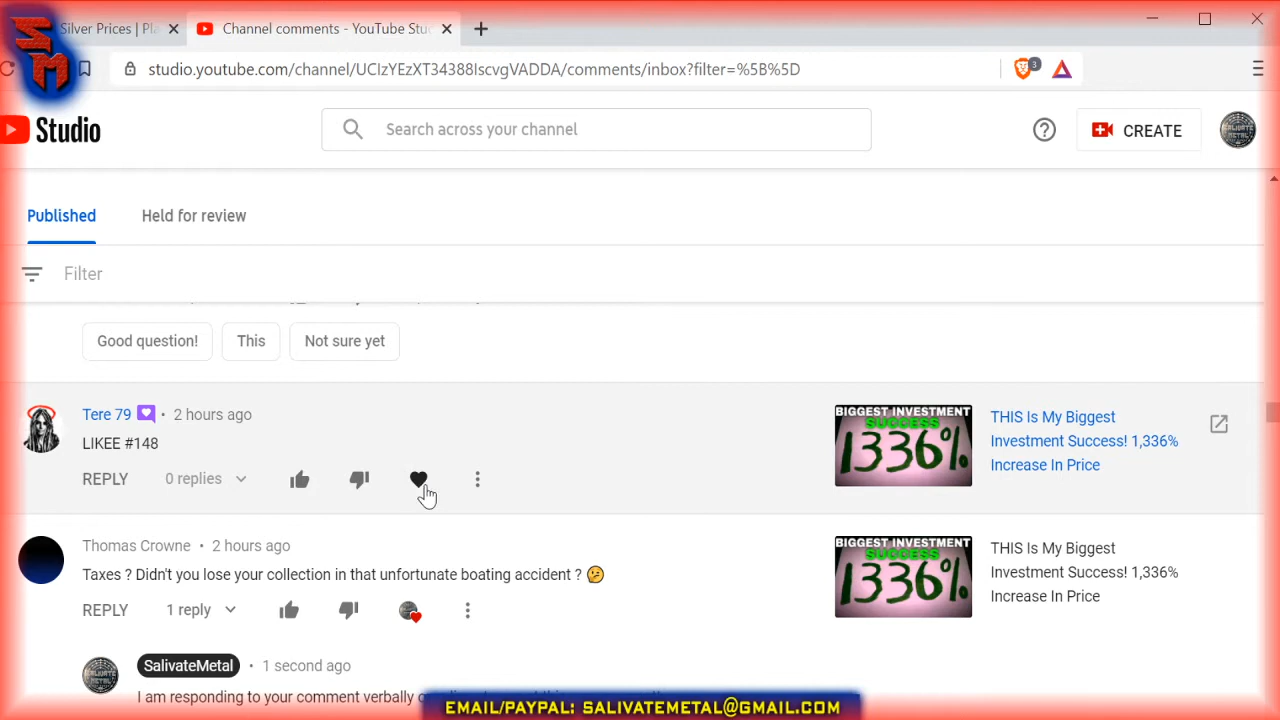 SM
Silver Prices | Pla
Channel comments - YouTube Stu
studio.youtube.com/channel/UCIzYEzXT34388IscvgVADDA/comments/inbox?filter=%5B%5D
3
Studio
Search across your channel
CREATE
Published
Held for review
Filter
Good question!
This
Not sure yet
Tere 79 • 2 hours ago
LIKEE #148
REPLY
0 replies
BIGGEST INVESTMENT
SUCCESS
1336%
THIS Is My Biggest
Investment Success! 1,336%
Increase In Price
Thomas Crowne • 2 hours ago
Taxes ? Didn't you lose your collection in that unfortunate boating accident ? 🤔
REPLY
1 reply
BIGGEST INVESTMENT
SUCCESS
1336%
THIS Is My Biggest
Investment Success! 1,336%
Increase In Price
SalivateMetal • 1 second ago
I am responding to your comment verbally
EMAIL/PAYPAL: SALIVATEMETAL@GMAIL.COM